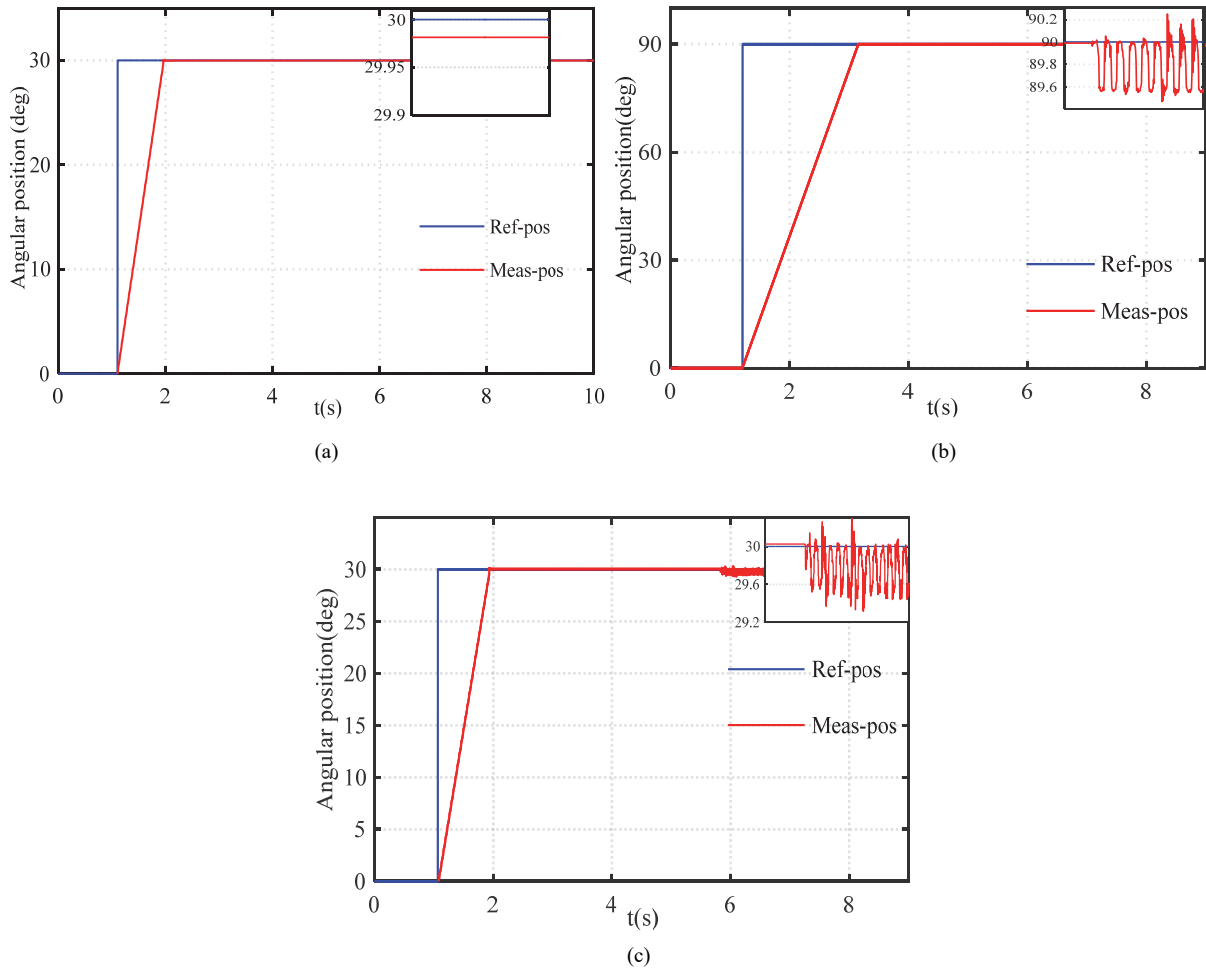 30
29.95
29.9
30
20
10
0
Angular position (deg)
Ref-pos
Meas-pos
0 2 4 6 8 10
t(s)
(a)
90.2
90
89.8
89.6
90
60
90
0
Angular position(deg)
Ref-pos
Meas-pos
0 2 4 6 8
t(s)
(b)
30
29.6
29.2
30
25
20
15
10
5
0
Angular position(deg)
Ref-pos
Meas-pos
0 2 4 6 8
t(s)
(c)